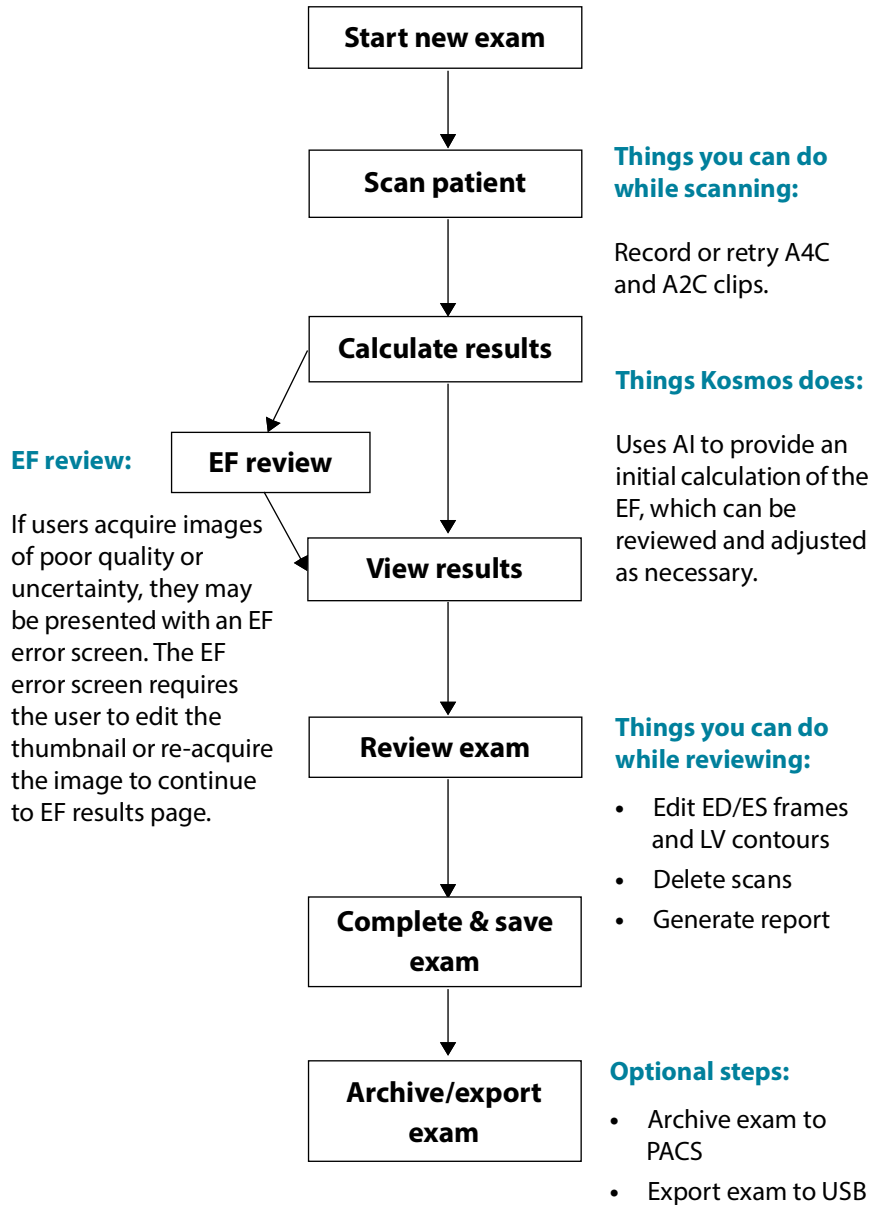 Start new exam
Scan patient
Things you can do
while scanning:
Record or retry A4C
and A2C clips.
Calculate results
Things Kosmos does:
Uses AI to provide an
initial calculation of the
EF, which can be
reviewed and adjusted
as necessary.
EF review:
EF review
If users acquire images
of poor quality or
uncertainty, they may
be presented with an EF
error screen. The EF
error screen requires
the user to edit the
thumbnail or re-acquire
the image to continue
to EF results page.
View results
Review exam
Things you can do
while reviewing:
• Edit ED/ES frames
and LV contours
• Delete scans
• Generate report
Complete & save
exam
Archive/export
exam
Optional steps:
• Archive exam to
PACS
• Export exam to USB